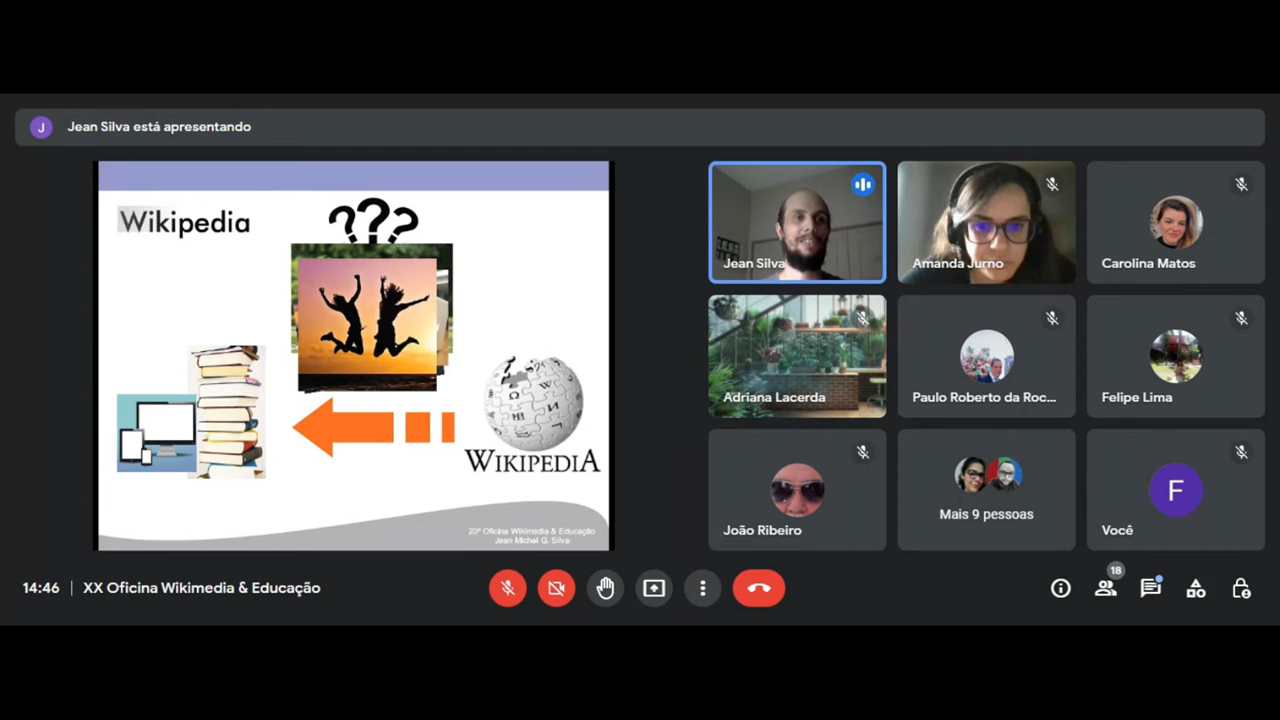 J
Jean Silva está apresentando
Wikipedia
???
WIKIPEDIA
20ª Oficina Wikimedia & Educação
Jean Michel G. Silva
Jean Silva
Amanda Jurno
Carolina Matos
Adriana Lacerda
Paulo Roberto da Roc...
Felipe Lima
João Ribeiro
Mais 9 pessoas
F
Você
14:46 | XX Oficina Wikimedia & Educação
18